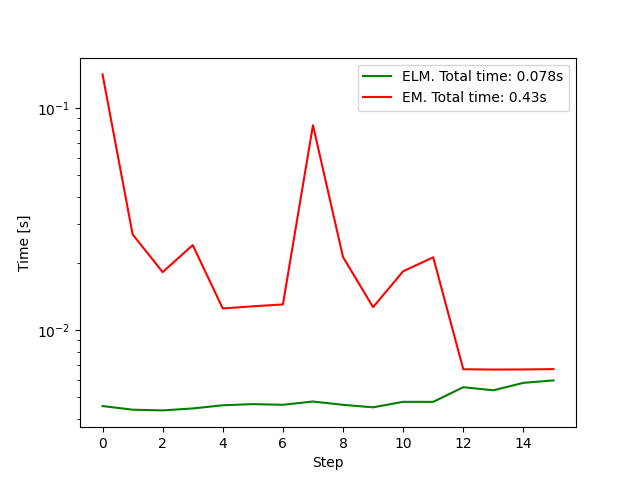 ELM. Total time: 0.078s
EM. Total time: 0.43s
Time [s]
10⁻¹
10⁻²
0 2 4 6 8 10 12 14
Step